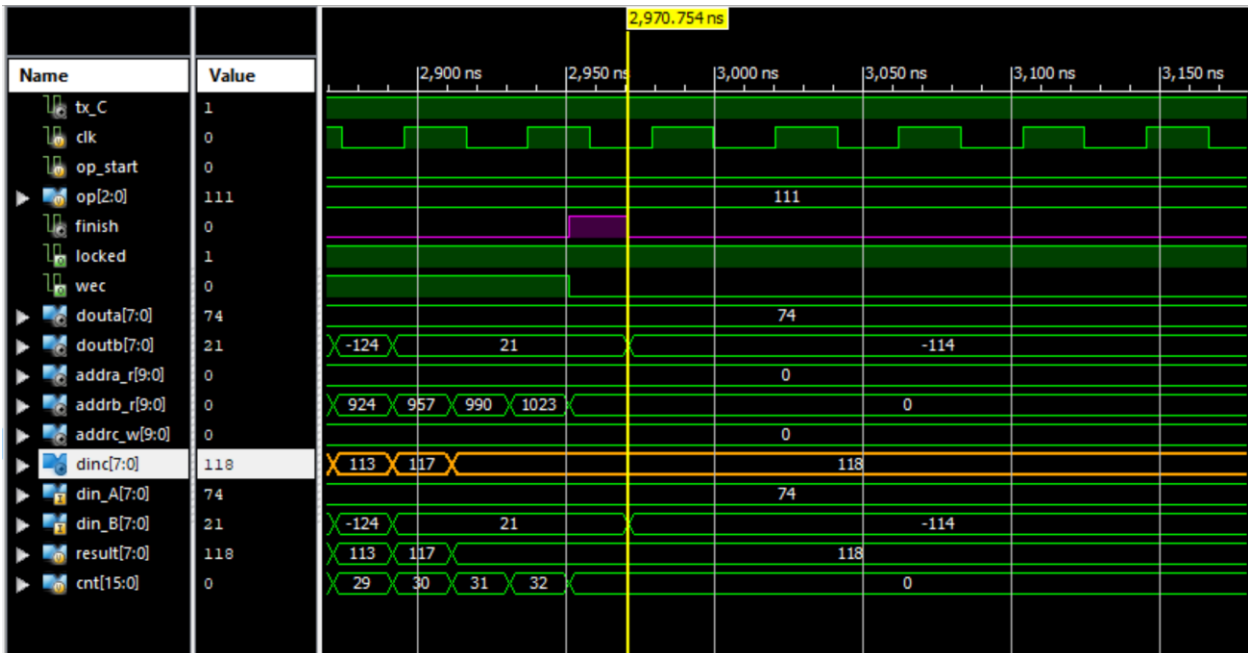 2,970.754 ns
Name Value 2,900 ns 2,950 ns 3,000 ns 3,050 ns 3,100 ns 3,150 ns
tx_C 1
clk 0
op_start 0
op[2:0] 111 111
finish 0
locked 1
wec 0
douta[7:0] 74 74
doutb[7:0] 21 -124 21 -114
addra_r[9:0] 0 0
addrb_r[9:0] 0 924 957 990 1023 0
addrc_w[9:0] 0 0
dinc[7:0] 118 113 117 118
din_A[7:0] 74 74
din_B[7:0] 21 -124 21 -114
result[7:0] 118 113 117 118
cnt[15:0] 0 29 30 31 32 0